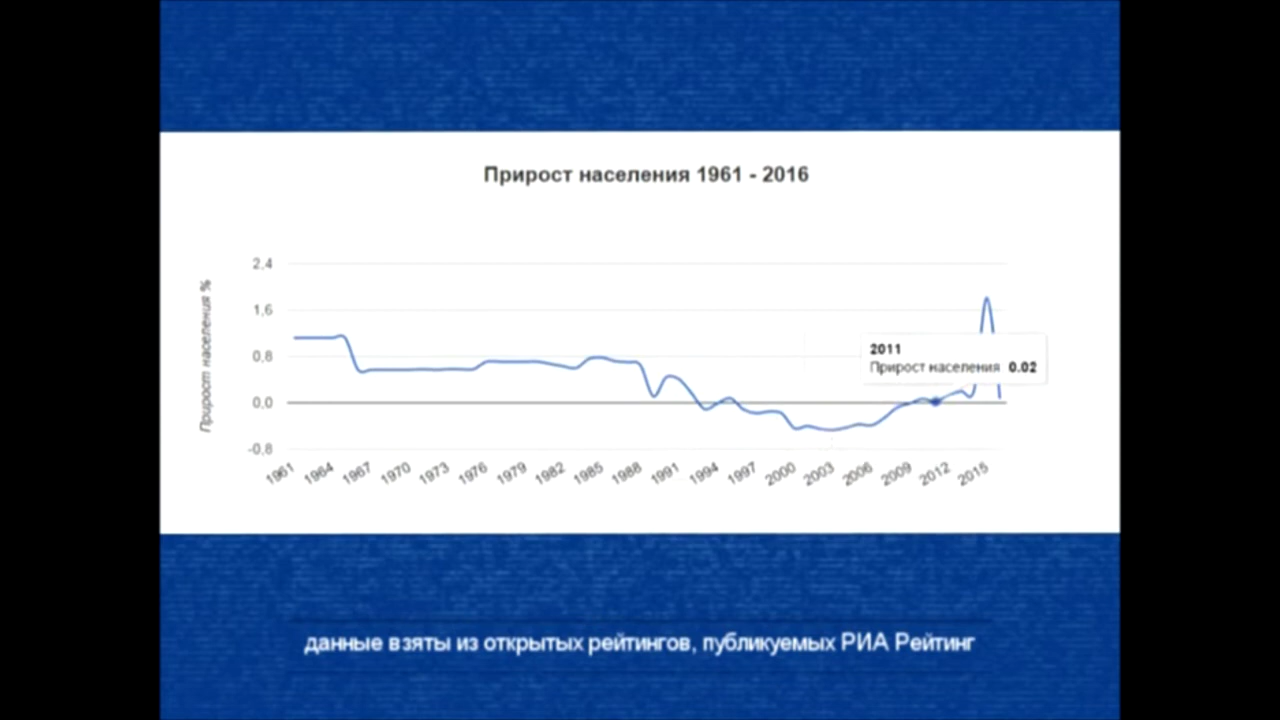 Прирост населения 1961 - 2016
Прирост населения %
2.4
1.6
0.8
0.0
-0.8
2011
Прирост населения 0.02
1961 1964 1967 1970 1973 1976 1979 1982 1985 1988 1991 1994 1997 2000 2003 2006 2009 2012 2015
данные взяты из открытых рейтингов, публикуемых РИА Рейтинг